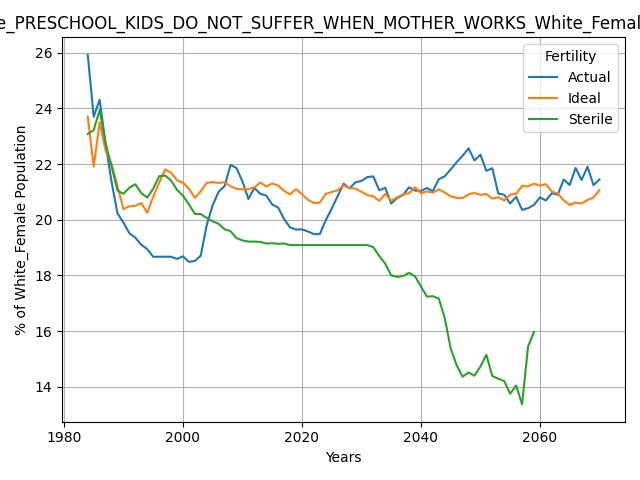 e_PRESCHOOL_KIDS_DO_NOT_SUFFER_WHEN_MOTHER_WORKS_White_Femal
26
24
22
20
18
16
14
% of White_Female Population
Fertility
Actual
Ideal
Sterile
1980
2000
2020
2040
2060
Years